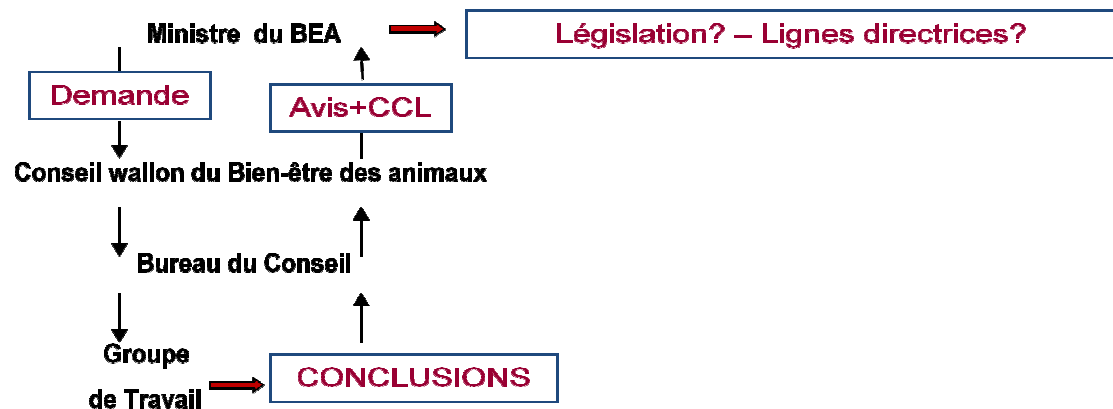 Ministre du BEA
Législation? – Lignes directrices?
Demande
Avis+CCL
Conseil wallon du Bien-être des animaux
Bureau du Conseil
Groupe
de Travail
CONCLUSIONS